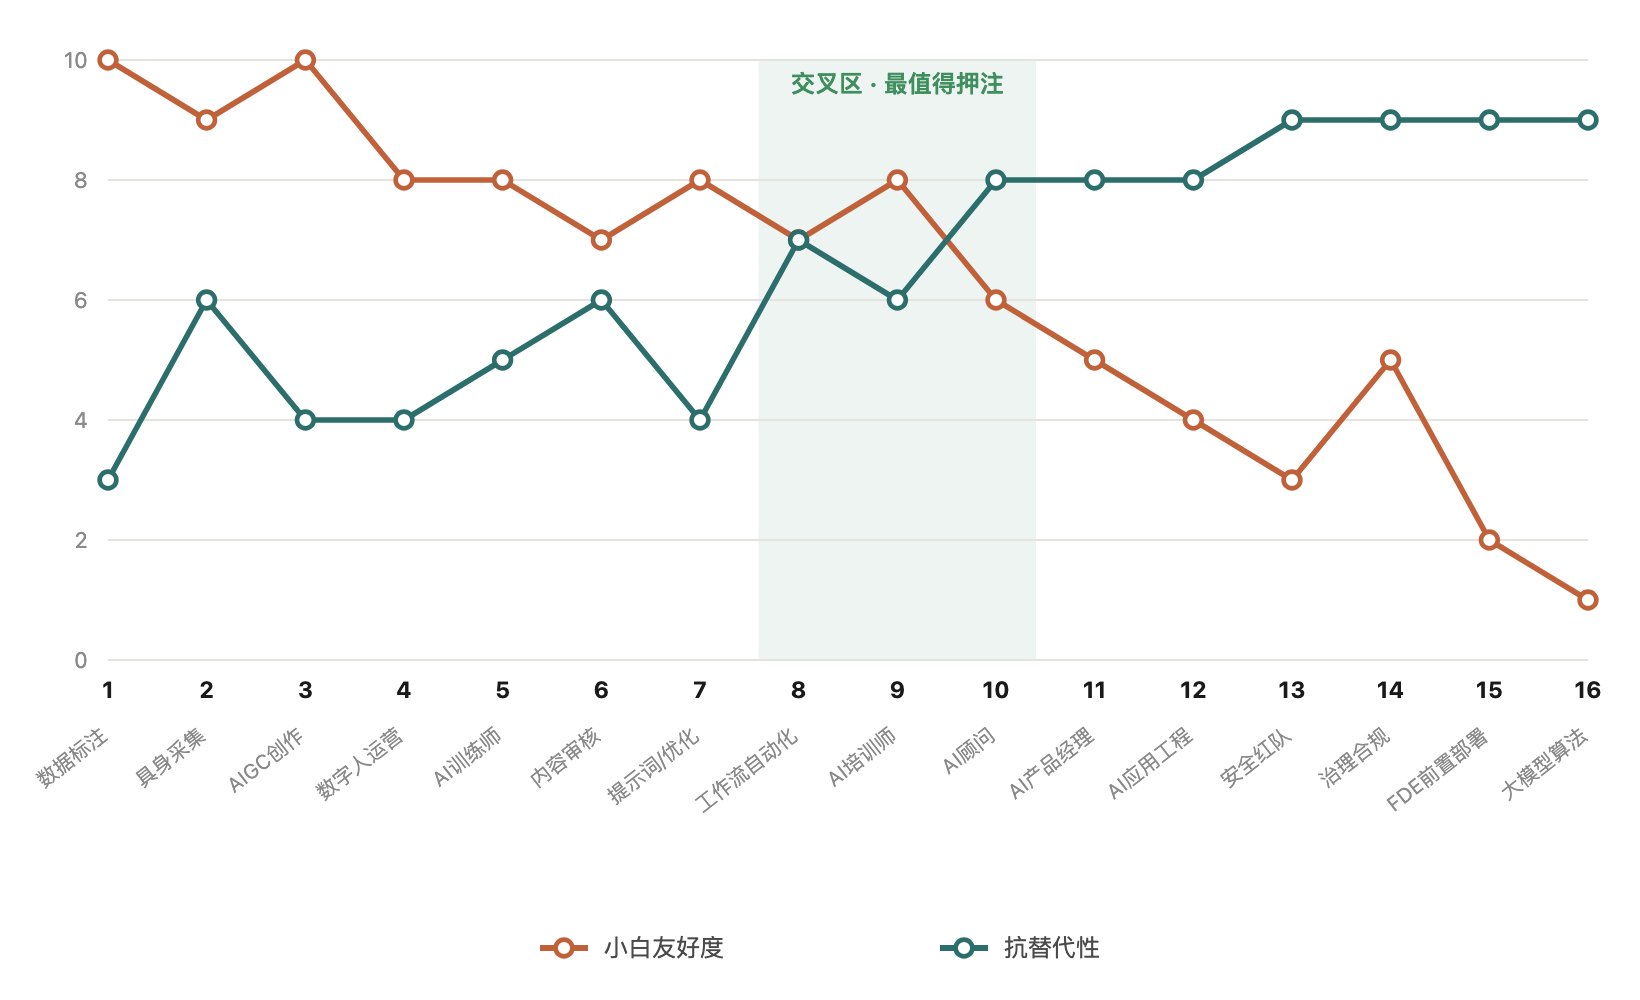 交叉区 · 最值得押注
10
8
6
4
2
0
1 2 3 4 5 6 7 8 9 10 11 12 13 14 15 16
数据标注
具身采集
AIGC创作
数字人运营
AI训练师
内容审核
提示词/优化
工作流自动化
AI培训师
AI顾问
AI产品经理
AI应用工程
安全红队
治理合规
FDE前置部署
大模型算法
小白友好度
抗替代性